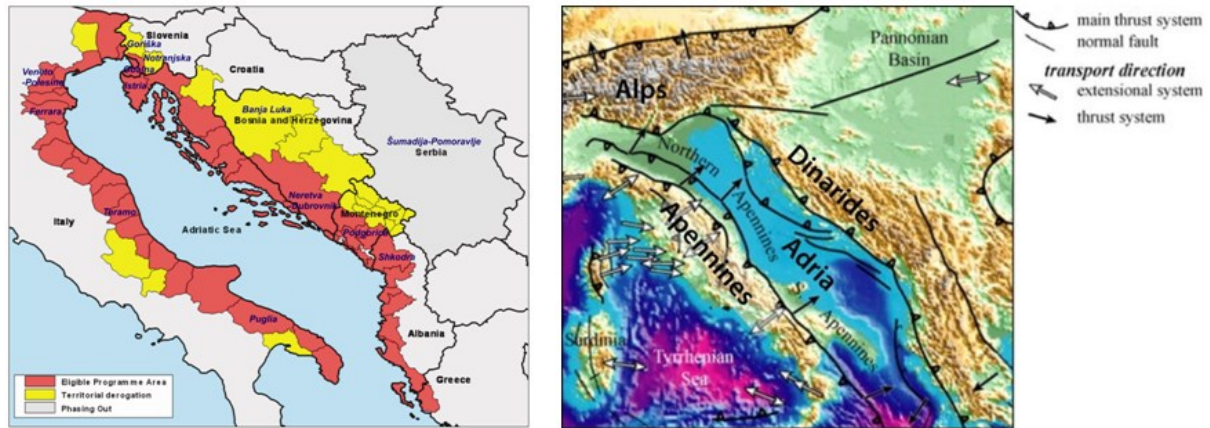 Slovenia
Goriška
Notranjska
Croatia
Veneto
-Polesine
Istria
Ferrara
Banja Luka
Bosnia and Herzegovina
Šumadija-Pomoravlje
Serbia
Neretva
-Dubrovnik
Teramo
Italy
Montenegro
Adriatic Sea
Podgorica
Shkodra
Puglia
Albania
Greece
Eligible Programme Area
Territorial derogation
Phasing Out
Pannonian
Basin
Alps
Northern
Dinarides
Apennines
Apennines
Adria
S
Apennines
Sardinia
Tyrrhenian
Sea
main thrust system
normal fault
transport direction
extensional system
thrust system